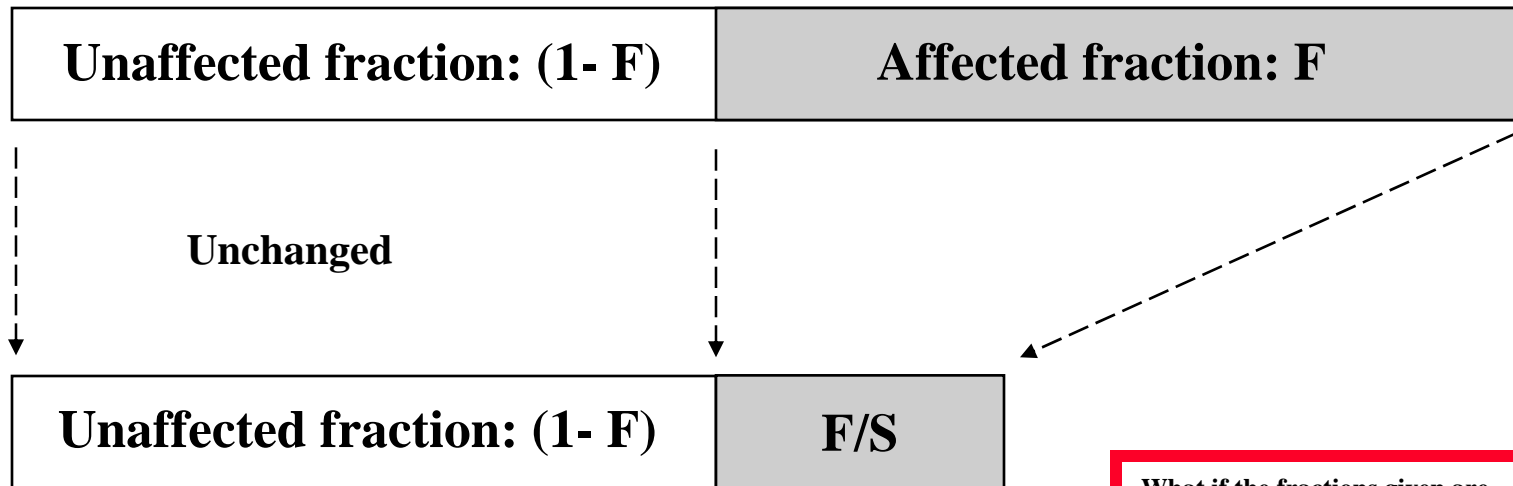 Unaffected fraction: (1- F) Affected fraction: F
Unchanged
Unaffected fraction: (1- F) F/S
What if the fractions given are